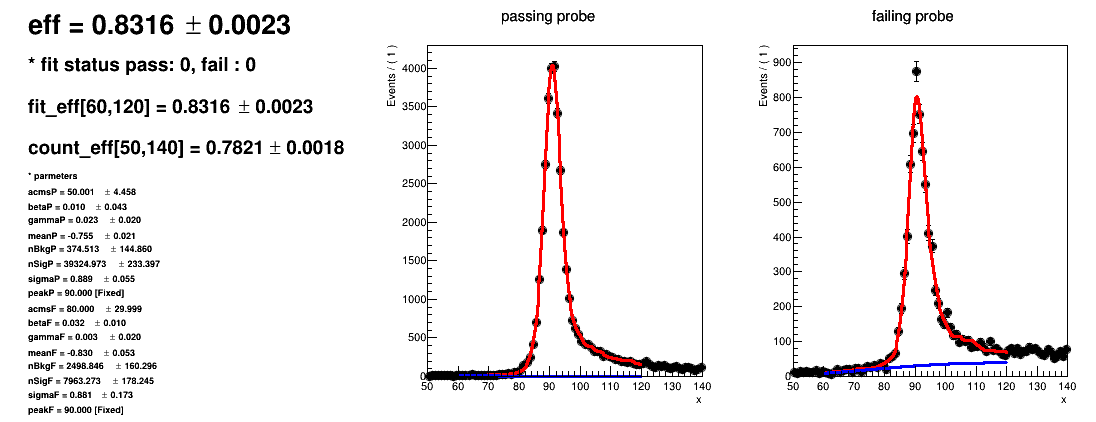 eff = 0.8316 ± 0.0023
* fit status pass: 0, fail : 0
fit_eff[60,120] = 0.8316 ± 0.0023
count_eff[50,140] = 0.7821 ± 0.0018
* parmeters
acmsP = 50.001 ± 4.458
betaP = 0.010 ± 0.043
gammaP = 0.023 ± 0.020
meanP = -0.755 ± 0.021
nBkgP = 374.513 ± 144.860
nSigP = 39324.973 ± 233.397
sigmaP = 0.889 ± 0.055
peakP = 90.000 [Fixed]
acmsF = 80.000 ± 29.999
betaF = 0.032 ± 0.010
gammaF = 0.003 ± 0.020
meanF = -0.830 ± 0.053
nBkgF = 2498.846 ± 160.296
nSigF = 7963.273 ± 178.245
sigmaF = 0.881 ± 0.173
peakF = 90.000 [Fixed]
passing probe
Events / ( 1 )
4000
3500
3000
2500
2000
1500
1000
500
0
50 60 70 80 90 100 110 120 130 140
x
failing probe
Events / ( 1 )
900
800
700
600
500
400
300
200
100
0
50 60 70 80 90 100 110 120 130 140
x